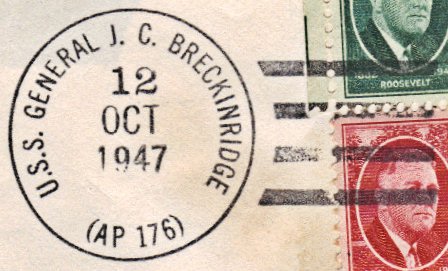 U.S.S. GENERAL J. C. BRECKINRIDGE
12
OCT
1947
(AP 176)
ROOSEVELT